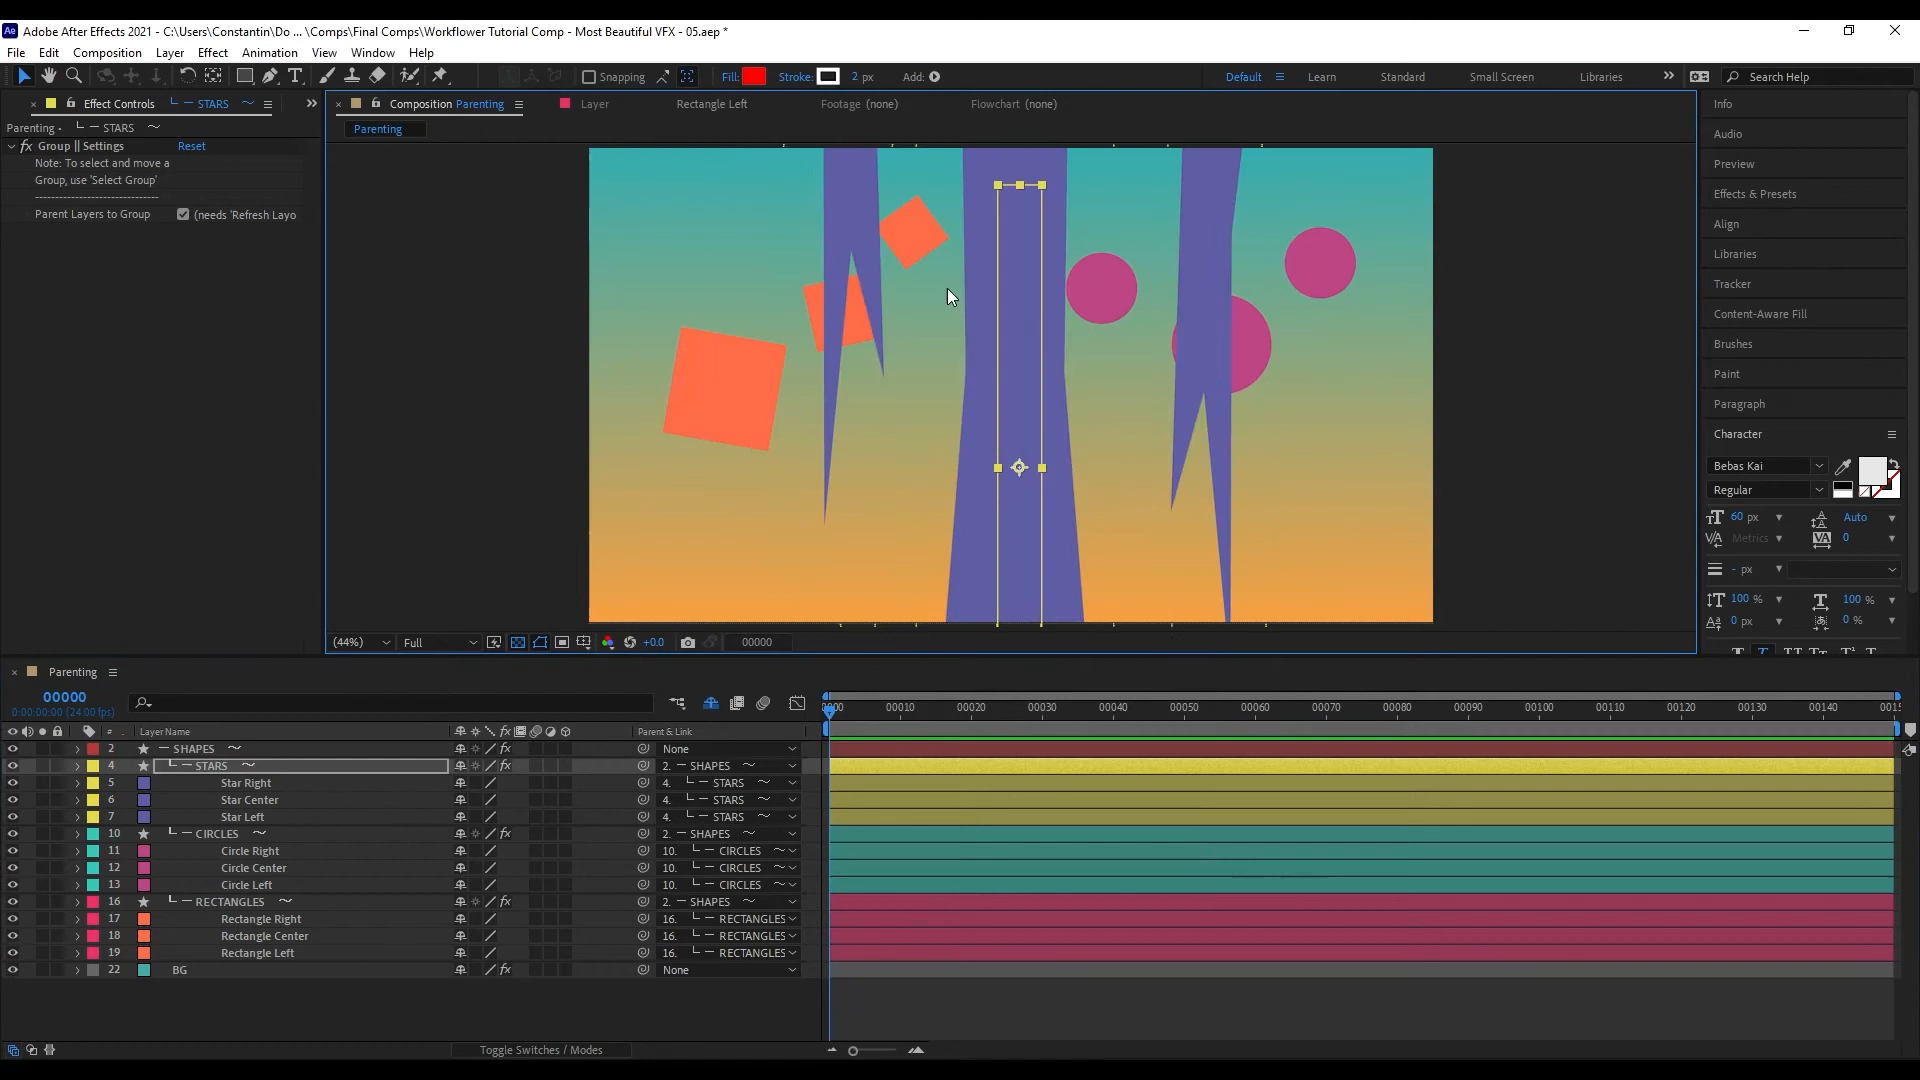 Adobe After Effects 2021 - C:\Users\Constantin\Do ... \Comps\Final Comps\Workflower Tutorial Comp - Most Beautiful VFX - 05.aep *
File Edit Composition Layer Effect Animation View Window Help
Snapping Fill: Stroke: 2 px Add: Default Learn Standard Small Screen Libraries Search Help
Effect Controls STARS
Composition Parenting Layer Rectangle Left Footage (none) Flowchart (none)
Info
Parenting • STARS
Parenting
Audio
fx Group || Settings Reset
Note: To select and move a
Group, use 'Select Group'
-------------------------------
Parent Layers to Group (needs 'Refresh Layo
Preview
Effects & Presets
Align
Libraries
Tracker
Content-Aware Fill
Brushes
Paint
Paragraph
Character
Bebas Kai
Regular
60 px Auto
Metrics 0
- px
100 % 100 %
0 px 0 %
(44%) Full +0.0 00000
Parenting
00000
0:00:00:00 (24.00 fps)
00010 00020 00030 00040 00050 00060 00070 00080 00090 00100 00110 00120 00130 00140
# Layer Name fx Parent & Link
2 SHAPES fx None
4 STARS fx 2. SHAPES
5 Star Right 4. STARS
6 Star Center 4. STARS
7 Star Left 4. STARS
10 CIRCLES fx 2. SHAPES
11 Circle Right 10. CIRCLES
12 Circle Center 10. CIRCLES
13 Circle Left 10. CIRCLES
16 RECTANGLES fx 2. SHAPES
17 Rectangle Right 16. RECTANGLES
18 Rectangle Center 16. RECTANGLES
19 Rectangle Left 16. RECTANGLES
22 BG fx None
Toggle Switches / Modes